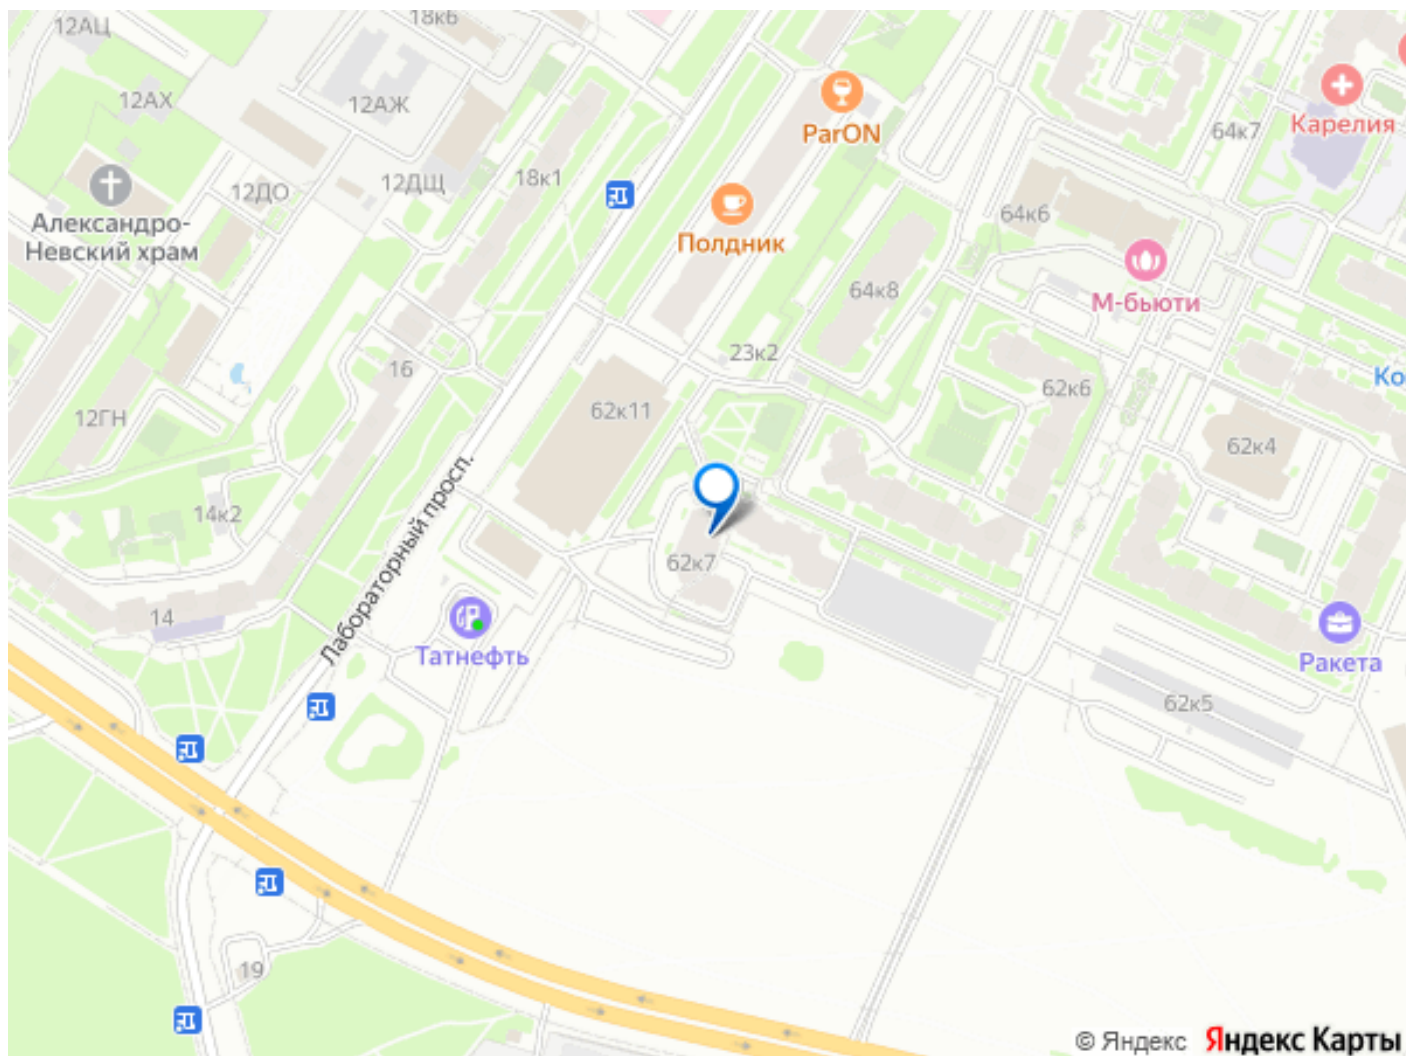 12АЦ
18к6
12АХ
12АЖ
ParON
Карелия
64к7
12ДО
12ДЩ
18к1
Александро-
Невский храм
Полдник
64к6
64к8
М-бьюти
23к2
16
62к6
Ко
12ГН
62к11
62к4
14к2
Лабораторный просп.
62к7
14
Татнефть
Ракета
62к5
19
© Яндекс Яндекс Карты